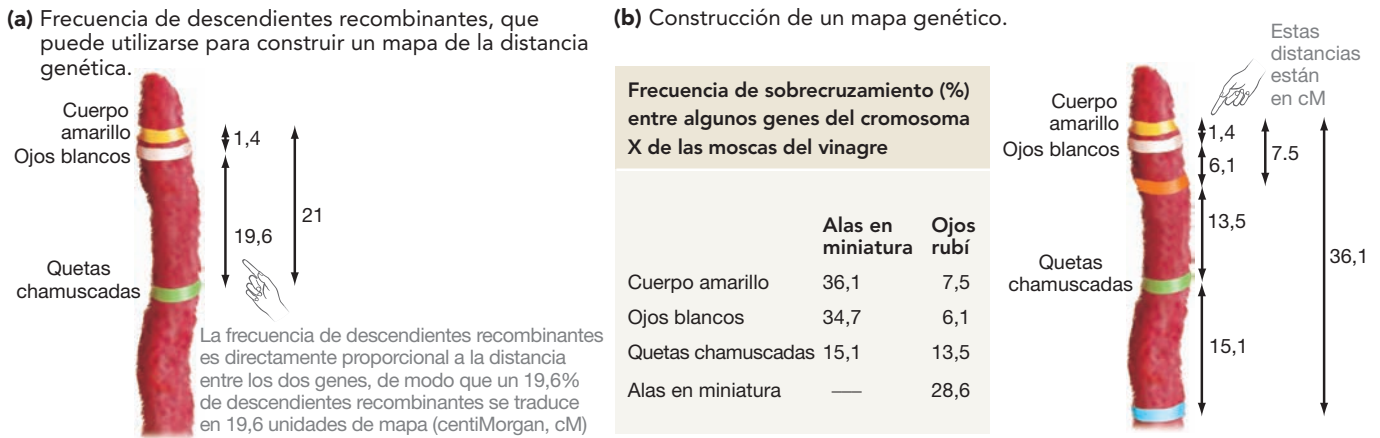 (a) Frecuencia de descendientes recombinantes, que
puede utilizarse para construir un mapa de la distancia
genética.
Cuerpo
amarillo
Ojos blancos
1,4
19,6
21
Quetas
chamuscadas
La frecuencia de descendientes recombinantes
es directamente proporcional a la distancia
entre los dos genes, de modo que un 19,6%
de descendientes recombinantes se traduce
en 19,6 unidades de mapa (centiMorgan, cM)
(b) Construcción de un mapa genético.
Frecuencia de sobrecruzamiento (%)
entre algunos genes del cromosoma
X de las moscas del vinagre
Alas en Ojos
miniatura rubí
Cuerpo amarillo 36,1 7,5
Ojos blancos 34,7 6,1
Quetas chamuscadas 15,1 13,5
Alas en miniatura — 28,6
Estas
distancias
están
en cM
Cuerpo
amarillo
Ojos blancos
1,4
6,1
7.5
13,5
36,1
Quetas
chamuscadas
15,1